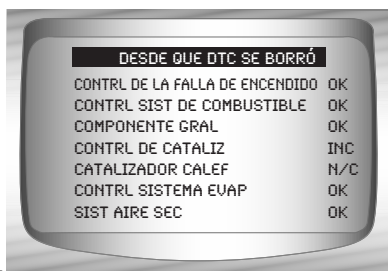 DESDE QUE DTC SE BORRÓ
CONTRL DE LA FALLA DE ENCENDIDO OK
CONTRL SIST DE COMBUSTIBLE OK
COMPONENTE GRAL OK
CONTRL DE CATALIZ INC
CATALIZADOR CALEF N/C
CONTRL SISTEMA EVAP OK
SIST AIRE SEC OK